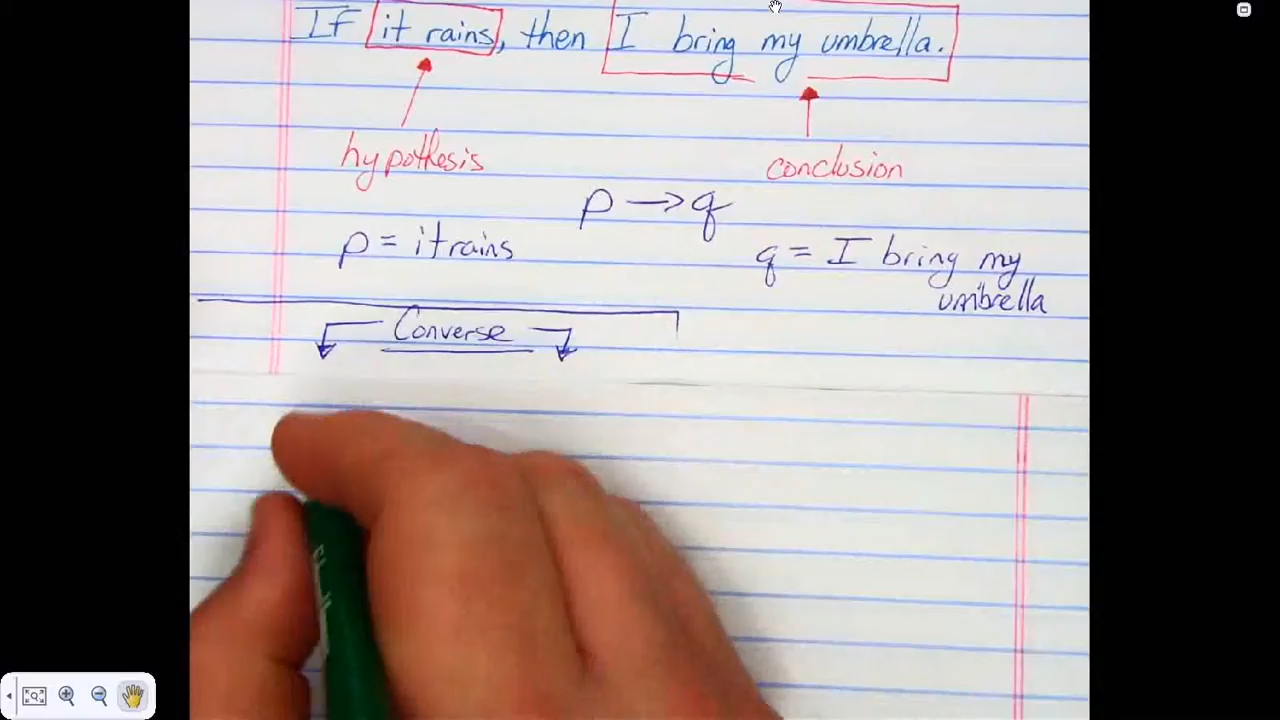 If it rains, then I bring my umbrella.
hypothesis conclusion
p → q
p = it rains
q = I bring my
umbrella
Converse